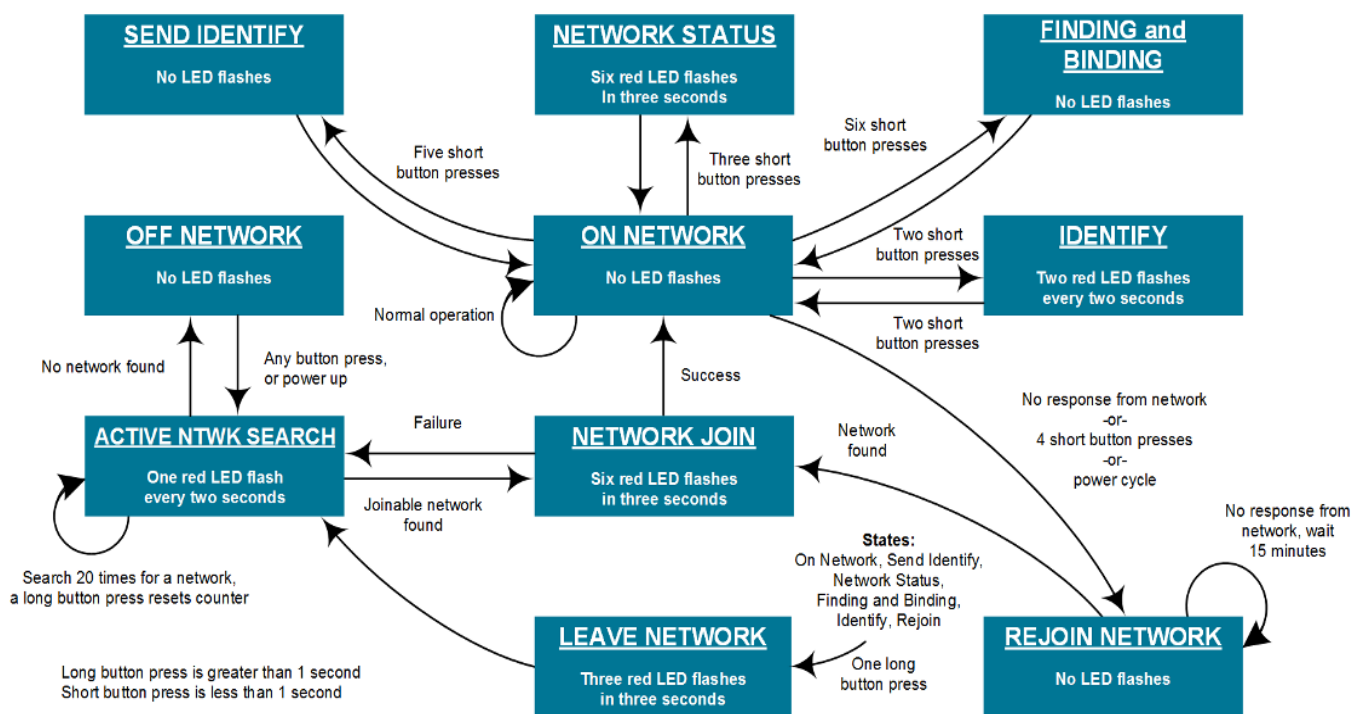 SEND IDENTIFY
No LED flashes
NETWORK STATUS
Six red LED flashes
In three seconds
FINDING and
BINDING
No LED flashes
Five short
button presses
Three short
button presses
Six short
button presses
OFF NETWORK
No LED flashes
ON NETWORK
No LED flashes
Two short
button presses
IDENTIFY
Two red LED flashes
every two seconds
Normal operation
Two short
button presses
No network found
Any button press,
or power up
Success
No response from network
-or-
4 short button presses
-or-
power cycle
ACTIVE NTWK SEARCH
One red LED flash
every two seconds
Failure
Joinable network
found
NETWORK JOIN
Six red LED flashes
in three seconds
Network
found
No response from
network, wait
15 minutes
Search 20 times for a network,
a long button press resets counter
States:
On Network, Send Identify,
Network Status,
Finding and Binding,
Identify, Rejoin
LEAVE NETWORK
Three red LED flashes
in three seconds
One long
button press
REJOIN NETWORK
No LED flashes
Long button press is greater than 1 second
Short button press is less than 1 second